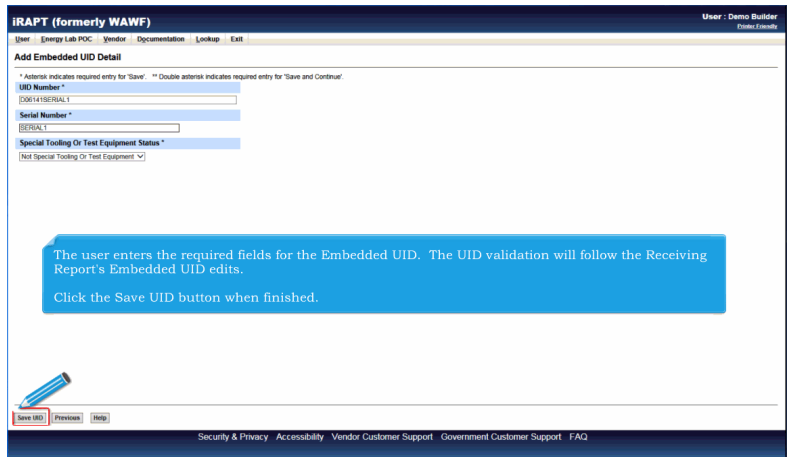 iRAPT (formerly WAWF)
User : Demo Builder
Printer Friendly
User Energy Lab POC Vendor Documentation Lookup Exit
Add Embedded UID Detail
* Asterisk indicates required entry for 'Save'. ** Double asterisk indicates required entry for 'Save and Continue'.
UID Number *
D06141SERIAL1
Serial Number *
SERIAL1
Special Tooling Or Test Equipment Status *
Not Special Tooling Or Test Equipment
The user enters the required fields for the Embedded UID. The UID validation will follow the Receiving
Report's Embedded UID edits.
Click the Save UID button when finished.
Save UID Previous Help
Security & Privacy Accessibility Vendor Customer Support Government Customer Support FAQ